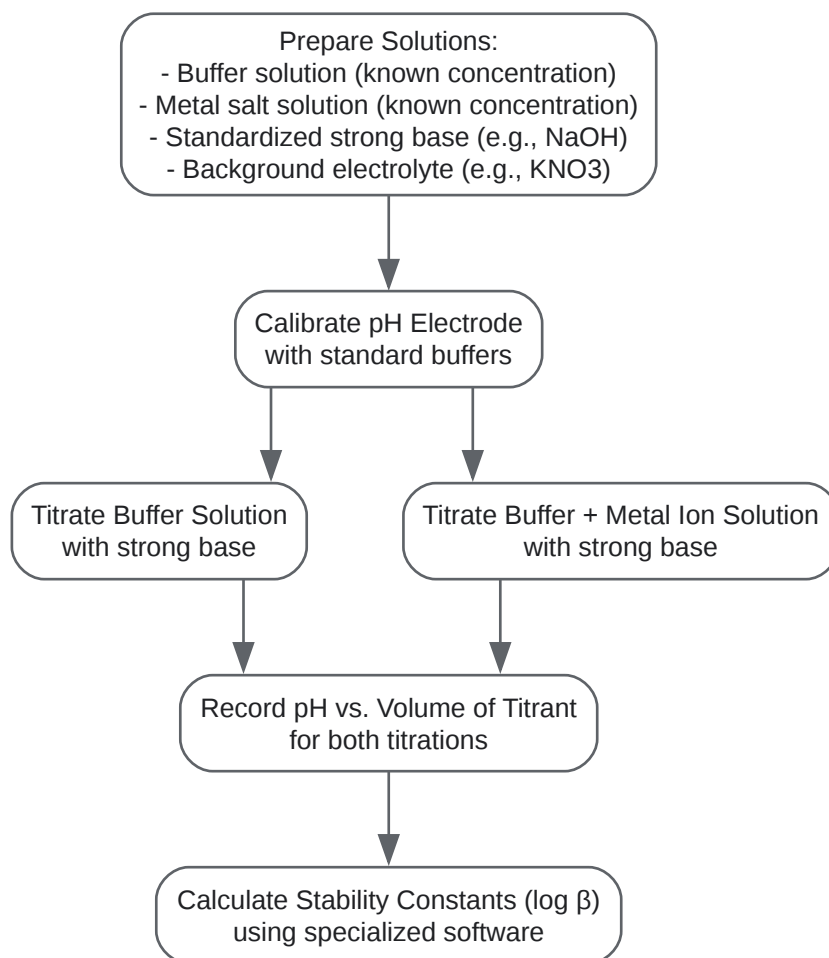 Prepare Solutions:
- Buffer solution (known concentration)
- Metal salt solution (known concentration)
- Standardized strong base (e.g., NaOH)
- Background electrolyte (e.g., KNO3)
Calibrate pH Electrode
with standard buffers
Titrate Buffer Solution
with strong base
Titrate Buffer + Metal Ion Solution
with strong base
Record pH vs. Volume of Titrant
for both titrations
Calculate Stability Constants (log β)
using specialized software